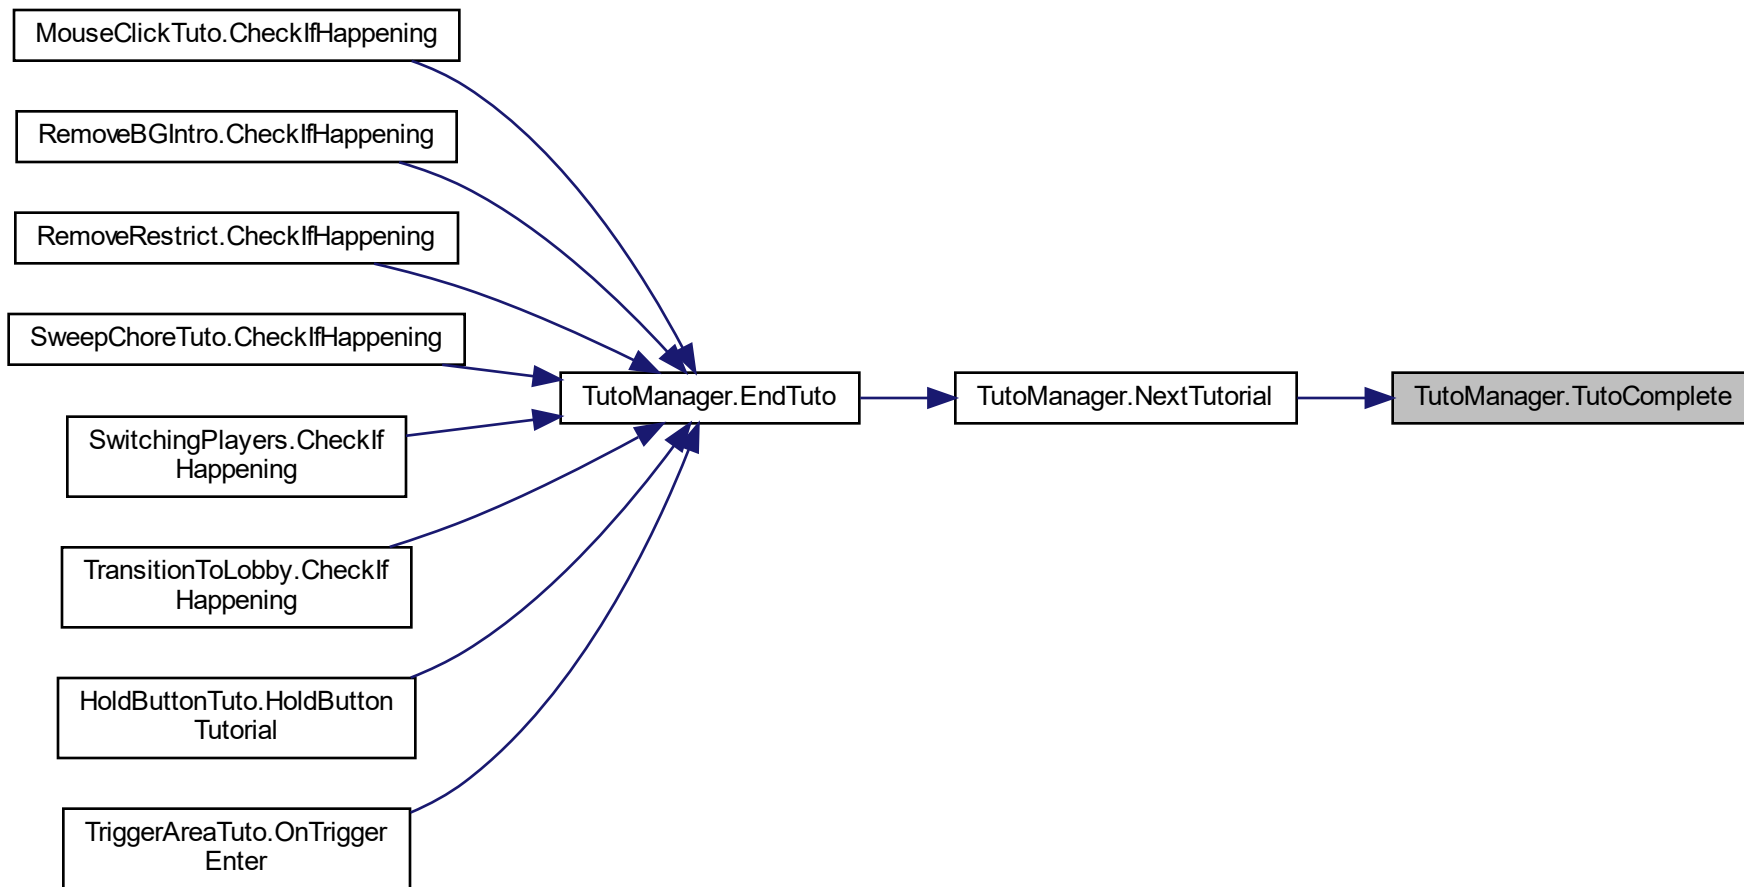 MouseClickTuto.CheckIfHappening
RemoveBGIntro.CheckIfHappening
RemoveRestrict.CheckIfHappening
SweepChoreTuto.CheckIfHappening
SwitchingPlayers.CheckIf
Happening
TransitionToLobby.CheckIf
Happening
HoldButtonTuto.HoldButton
Tutorial
TriggerAreaTuto.OnTrigger
Enter
TutoManager.EndTuto
TutoManager.NextTutorial
TutoManager.TutoComplete